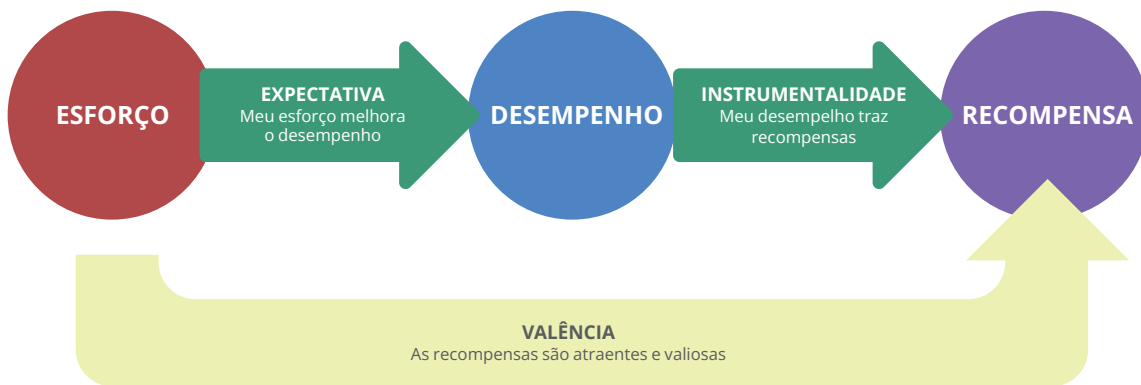 ESFORÇO
EXPECTATIVA
Meu esforço melhora
o desempenho
DESEMPENHO
INSTRUMENTALIDADE
Meu desempelho traz
recompensas
RECOMPENSA
VALÊNCIA
As recompensas são atraentes e valiosas